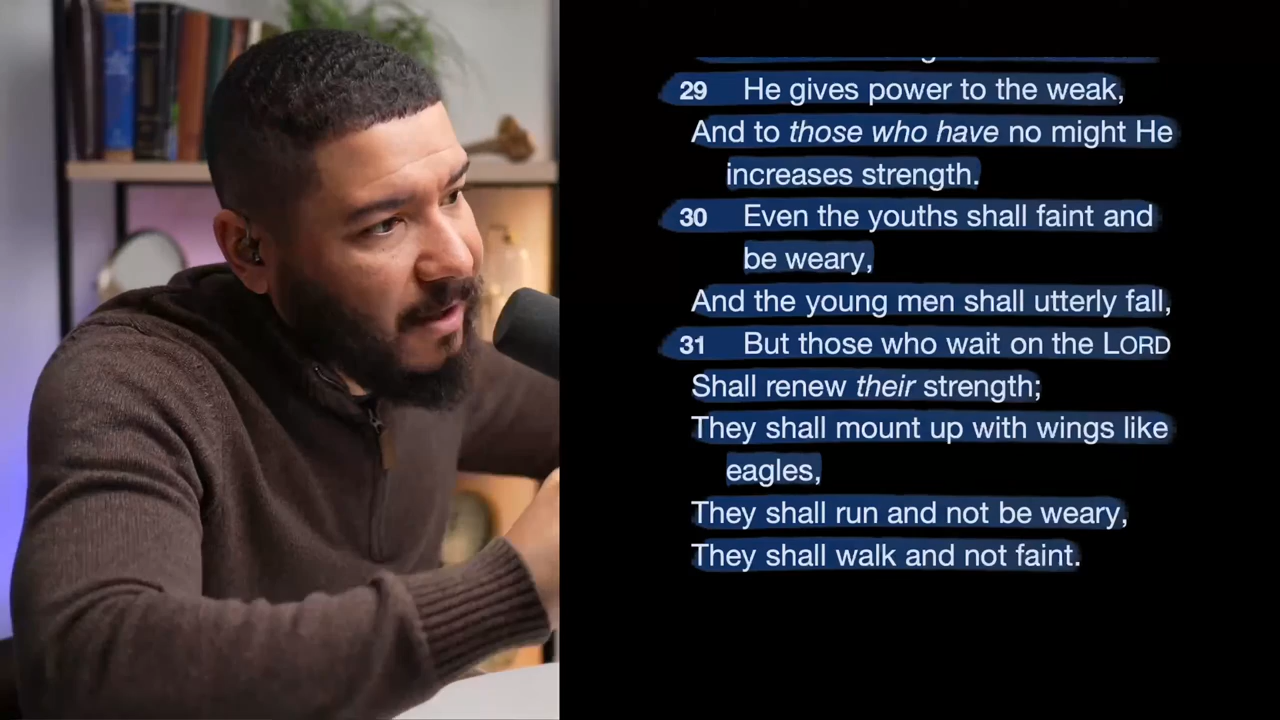 29 He gives power to the weak,
And to those who have no might He
increases strength.
30 Even the youths shall faint and
be weary,
And the young men shall utterly fall,
31 But those who wait on the LORD
Shall renew their strength;
They shall mount up with wings like
eagles,
They shall run and not be weary,
They shall walk and not faint.